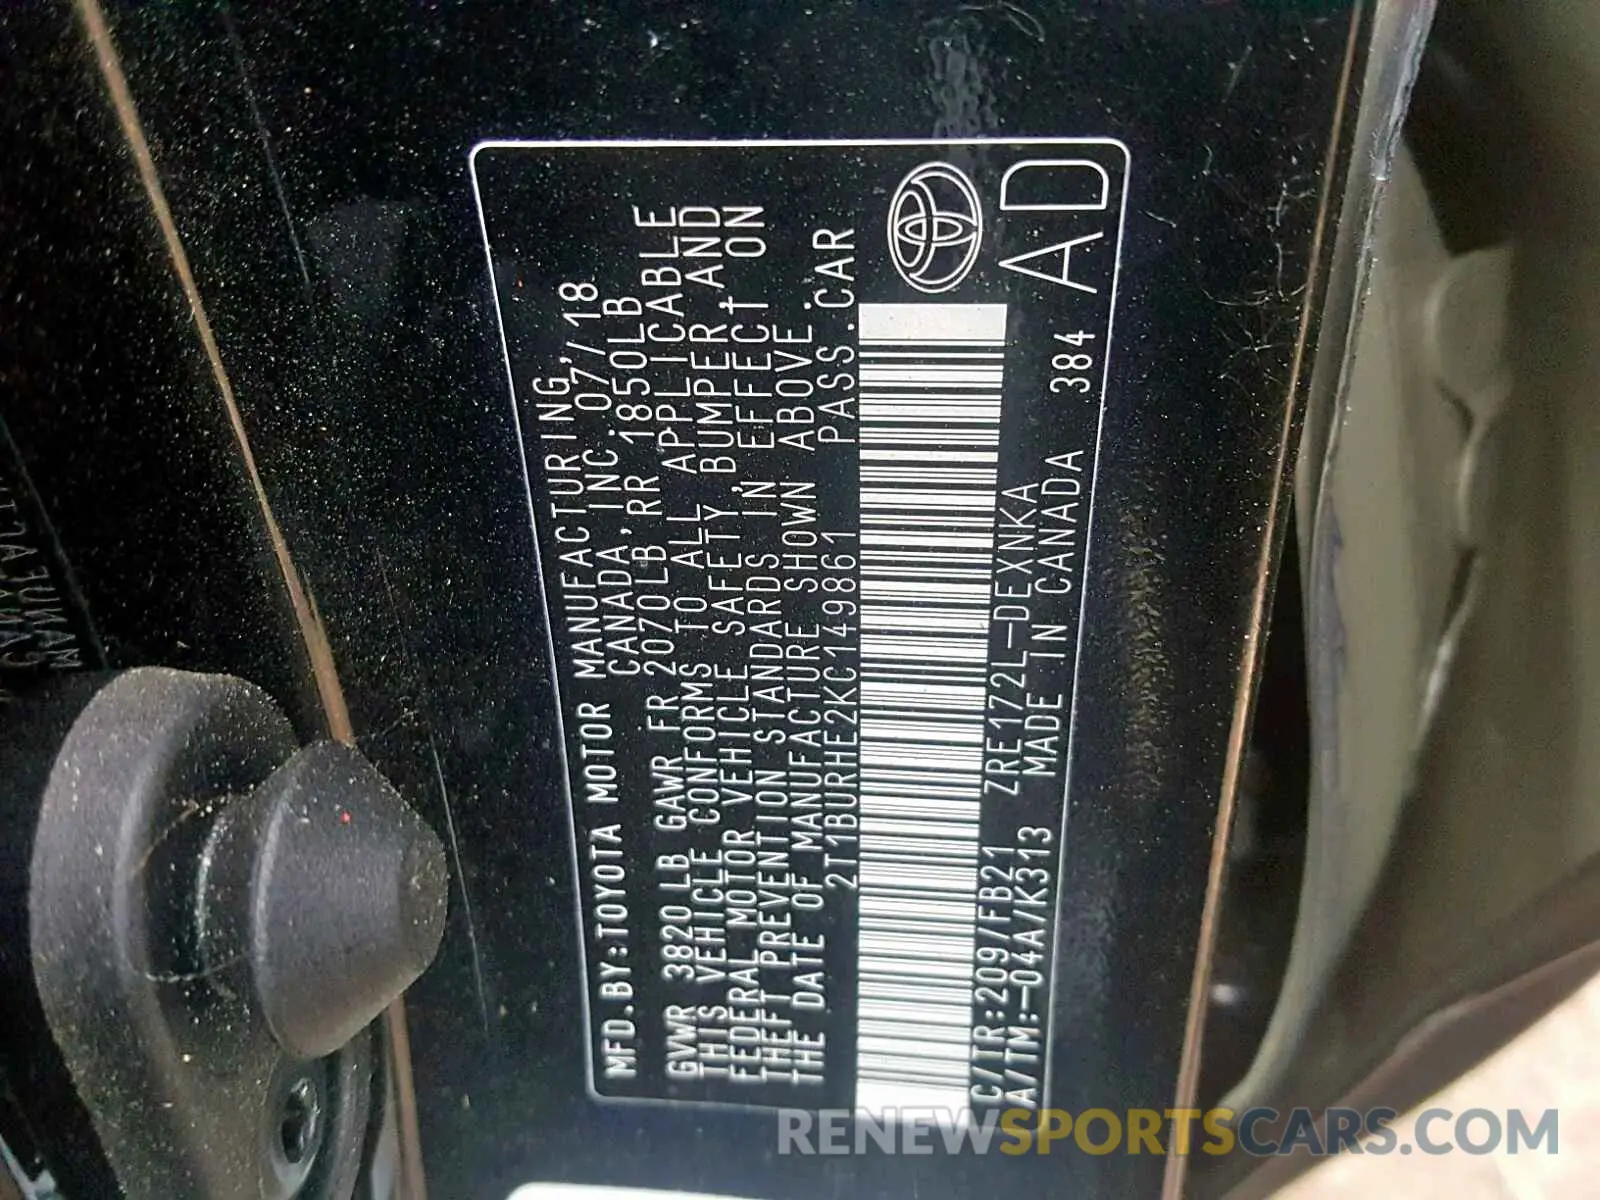 MFD.BY:TOYOTA MOTOR MANUFACTURING,
CANADA, INC. 07/18
GVWR 3820LB GAWR FR 2070LB, RR 1850LB
THIS VEHICLE CONFORMS TO ALL APPLICABLE
FEDERAL MOTOR VEHICLE SAFETY, BUMPER, AND
THEFT PREVENTION STANDARDS IN EFFECT ON
THE DATE OF MANUFACTURE SHOWN ABOVE.
2T1BURHE2KC149861 PASS.CAR
C/TR:209/FB21 ZRE172L-DEXNKA
A/TM:-04A/K313 MADE IN CANADA 384 AD
RENEWSPORTSCARS.COM